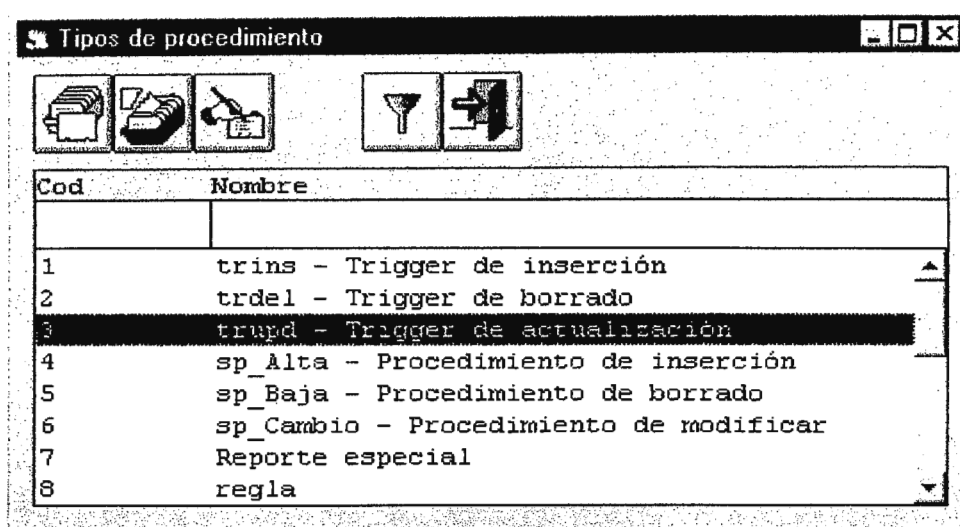 Tipos de procedimiento
Cod Nombre
1 trins - Trigger de inserción
2 trdel - Trigger de borrado
3 trupd - Trigger de actualización
4 sp_Alta - Procedimiento de inserción
5 sp_Baja - Procedimiento de borrado
6 sp_Cambio - Procedimiento de modificar
7 Reporte especial
8 regla